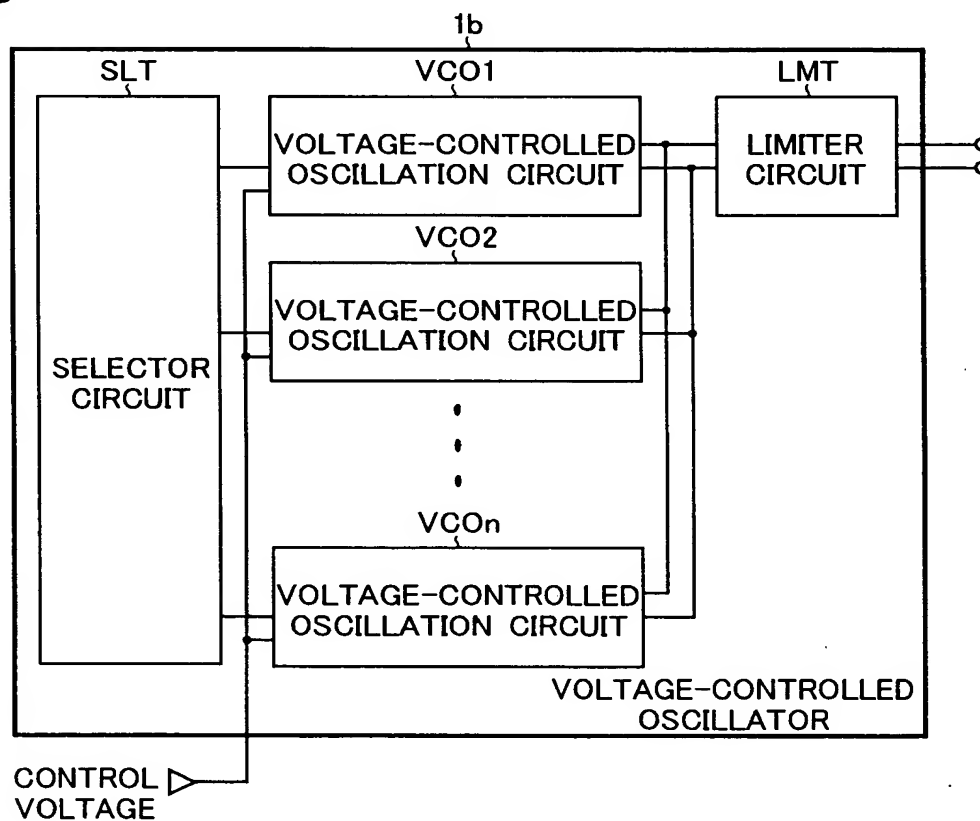 1b
SLT
VCO1
LMT
VOLTAGE-CONTROLLED
OSCILLATION CIRCUIT
LIMITER
CIRCUIT
VCO2
VOLTAGE-CONTROLLED
OSCILLATION CIRCUIT
SELECTOR
CIRCUIT
VCOn
VOLTAGE-CONTROLLED
OSCILLATION CIRCUIT
VOLTAGE-CONTROLLED
OSCILLATOR
CONTROL
VOLTAGE